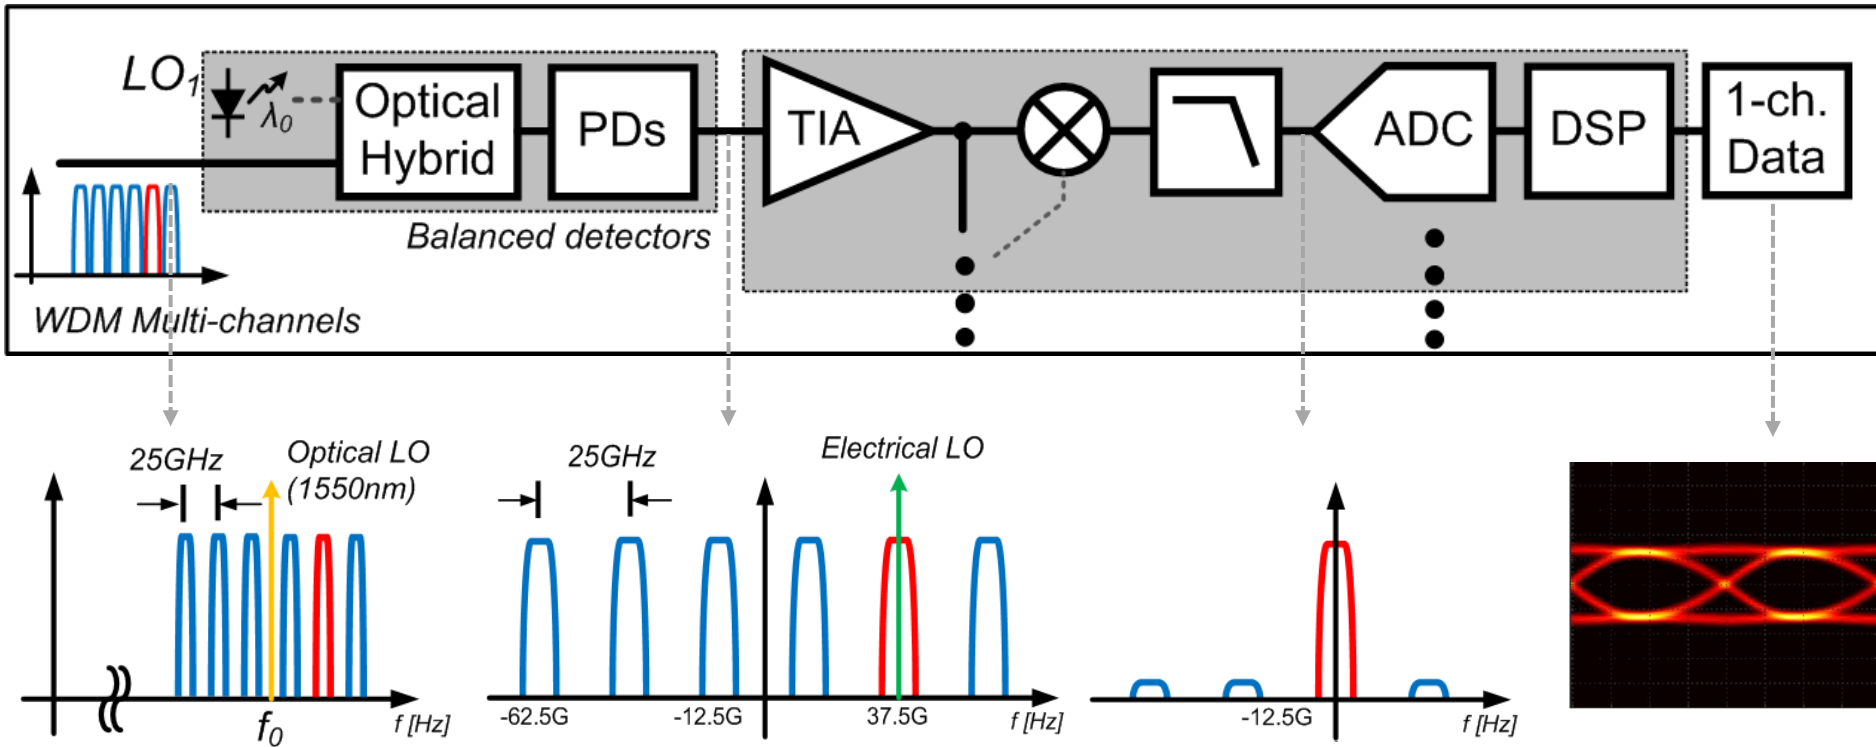 LO1
λ0
Optical
Hybrid
PDs
TIA
ADC
DSP
1-ch.
Data
Balanced detectors
WDM Multi-channels
25GHz
Optical LO
(1550nm)
f0
f [Hz]
25GHz
Electrical LO
-62.5G
-12.5G
37.5G
f [Hz]
-12.5G
f [Hz]